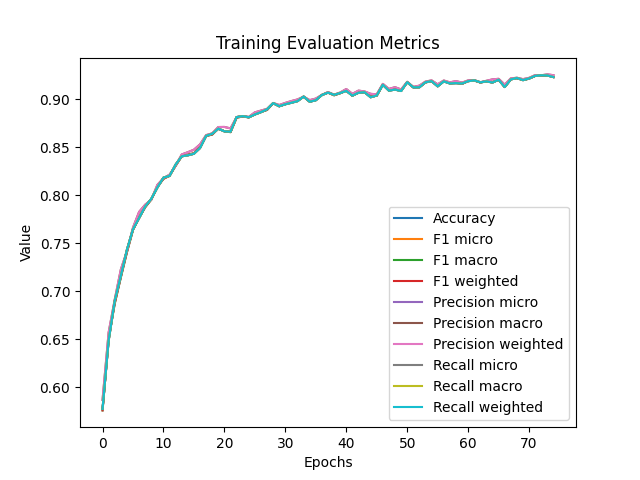 Training Evaluation Metrics
Value
0.90
0.85
0.80
0.75
0.70
0.65
0.60
Accuracy
F1 micro
F1 macro
F1 weighted
Precision micro
Precision macro
Precision weighted
Recall micro
Recall macro
Recall weighted
0 10 20 30 40 50 60 70
Epochs